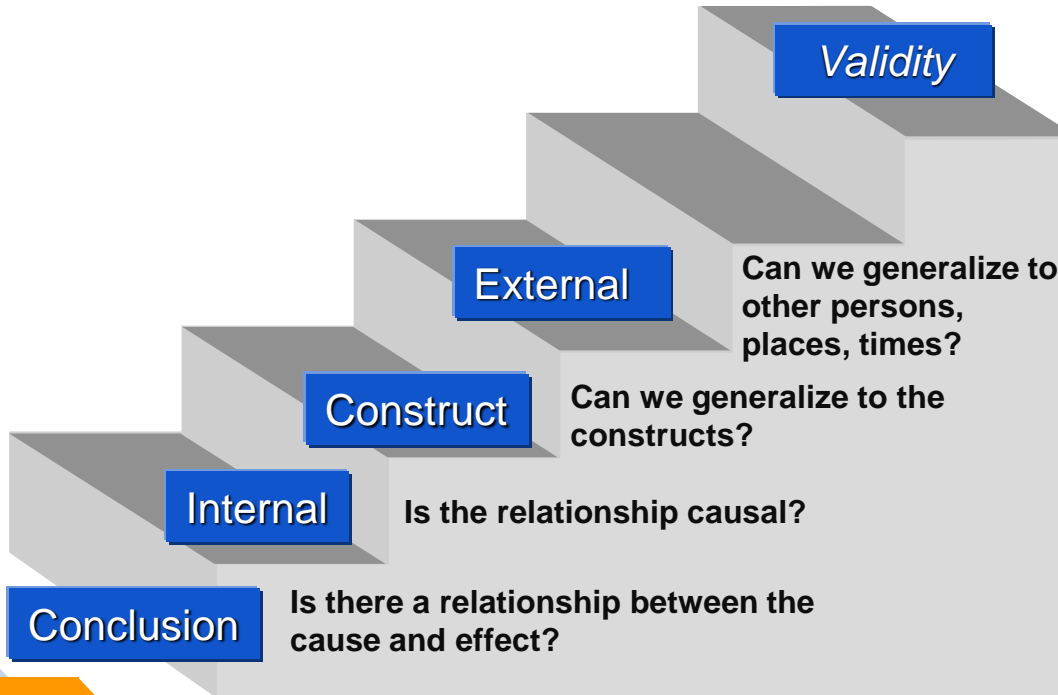 Validity
External
Can we generalize to
other persons,
places, times?
Construct
Can we generalize to the
constructs?
Internal
Is the relationship causal?
Conclusion
Is there a relationship between the
cause and effect?